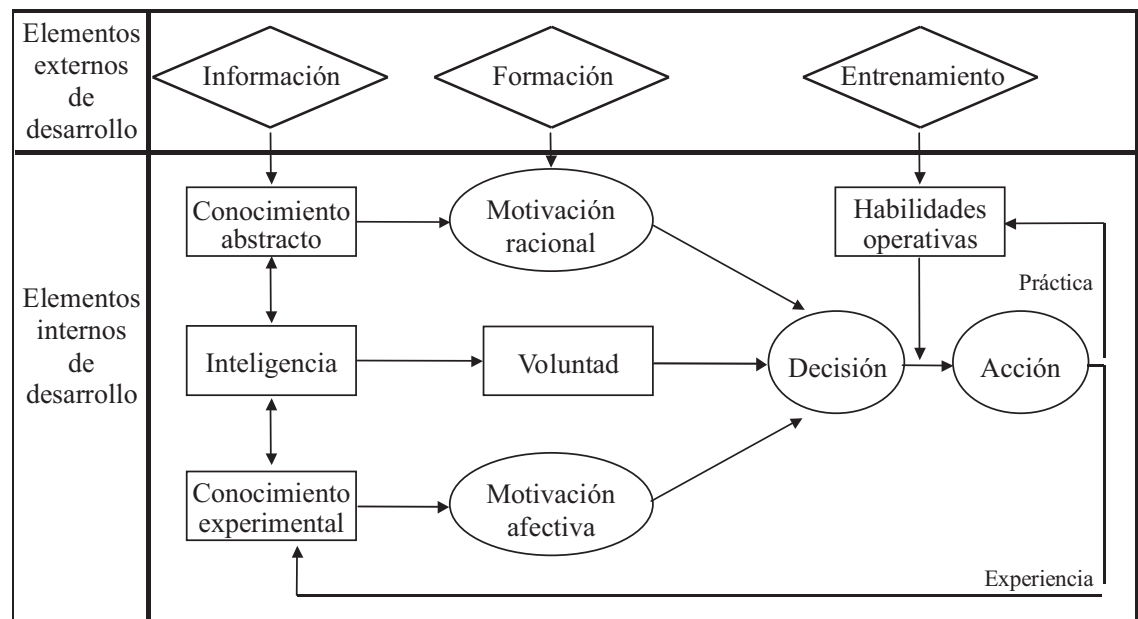 Elementos
externos
de
desarrollo
Información
Formación
Entrenamiento
Elementos
internos
de
desarrollo
Conocimiento
abstracto
Motivación
racional
Habilidades
operativas
Práctica
Inteligencia
Voluntad
Decisión
Acción
Conocimiento
experimental
Motivación
afectiva
Experiencia